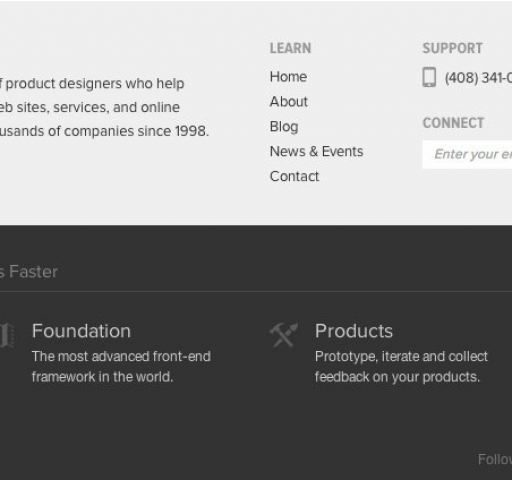 LEARN
Home
About
Blog
News & Events
Contact
SUPPORT
(408) 341-0
CONNECT
Enter your
f product designers who help
eb sites, services, and online
usands of companies since 1998.
s Faster
Foundation
The most advanced front-end
framework in the world.
Products
Prototype, iterate and collect
feedback on your products.
Follow